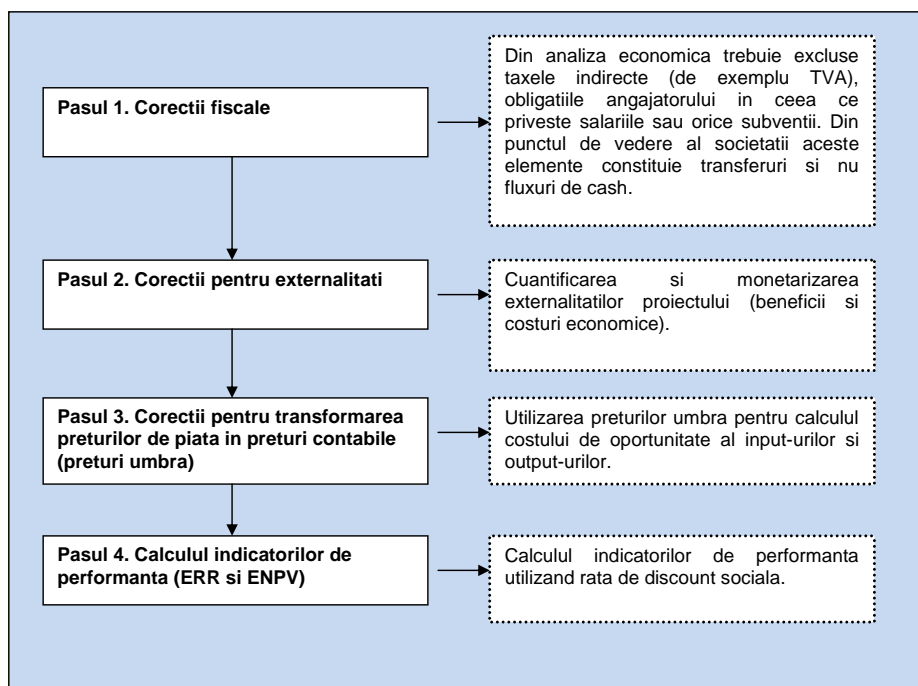 Pasul 1. Corectii fiscale
Din analiza economica trebuie excluse
taxele indirecte (de exemplu TVA),
obligatiile angajatorului in ceea ce
priveste salariile sau orice subventii. Din
punctul de vedere al societatii aceste
elemente constituie transferuri si nu
fluxuri de cash.
Pasul 2. Corectii pentru externalitati
Cuantificarea si monetarizarea
externalitatilor proiectului (beneficii si
costuri economice).
Pasul 3. Corectii pentru transformarea
preturilor de piata in preturi contabile
(preturi umbra)
Utilizarea preturilor umbra pentru calculul
costului de oportunitate al input-urilor si
output-urilor.
Pasul 4. Calculul indicatorilor de
performanta (ERR si ENPV)
Calculul indicatorilor de performanta
utilizand rata de discount sociala.